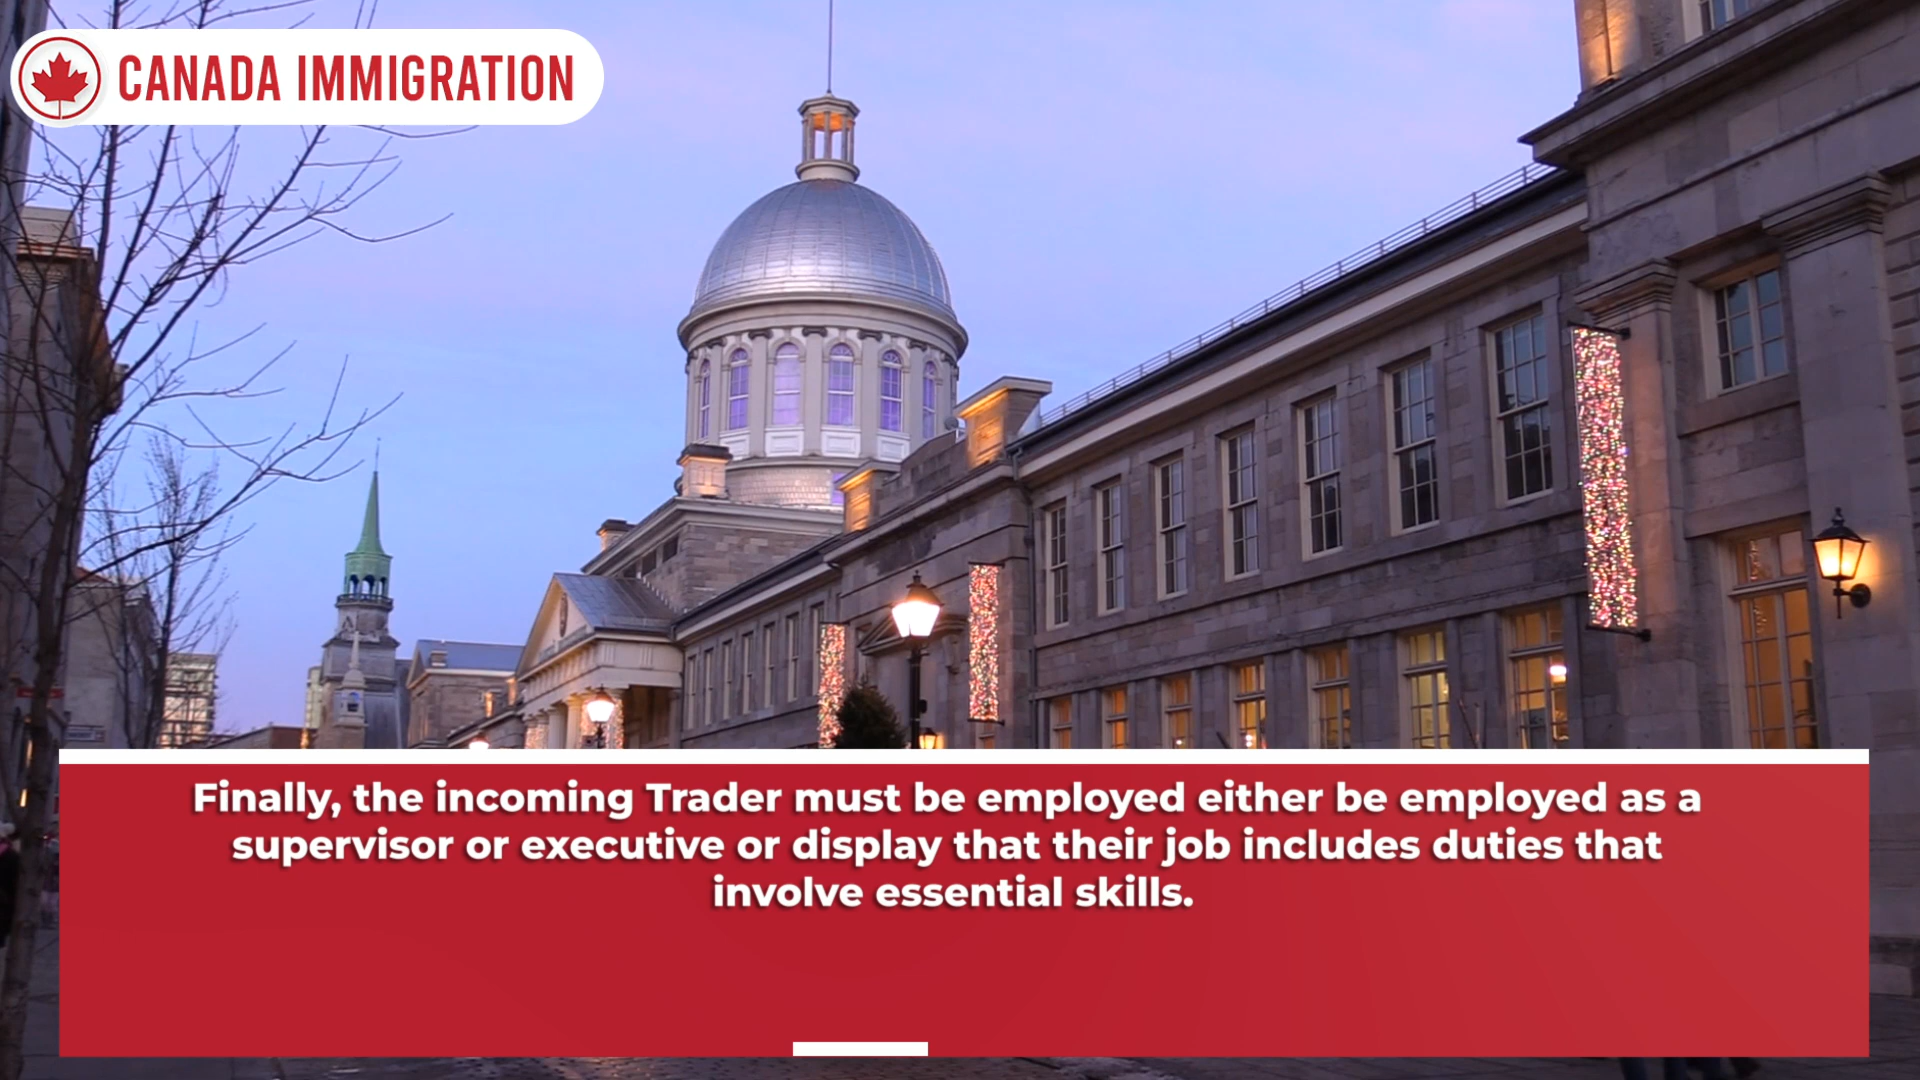 CANADA IMMIGRATION
Finally, the incoming Trader must be employed either be employed as a
supervisor or executive or display that their job includes duties that
involve essential skills.